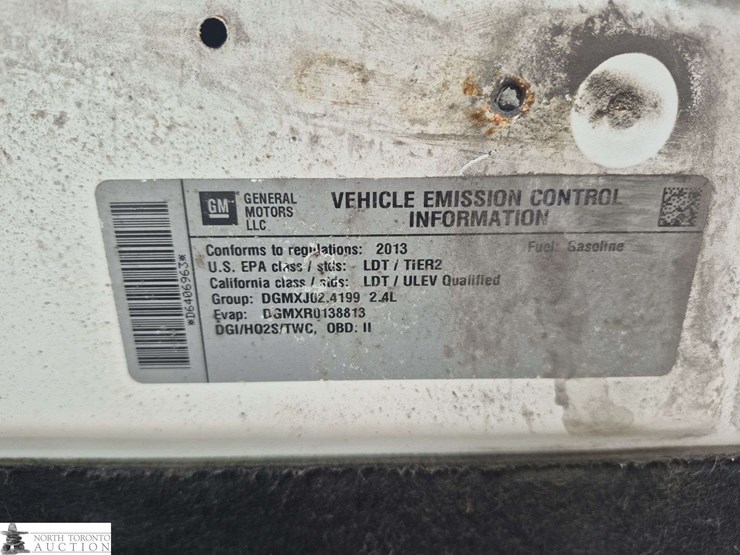 GM
GENERAL
MOTORS
LLC
VEHICLE EMISSION CONTROL
INFORMATION
Conforms to regulations: 2013 Fuel: Gasoline
U.S. EPA class / stds: LDT / TIER2
California class / stds: LDT / ULEV Qualified
Group: DGMXJ02.4199 2.4L
Evap: DGMXR0138813
DGI/HO2S/TWC, OBD: II
*D6406963*
NORTH TORONTO
AUCTION